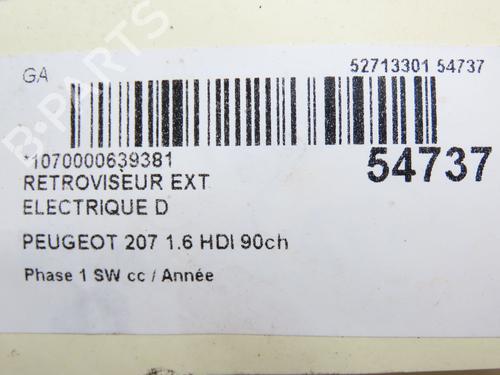 GA
52713301 54737
*1070000639381
54737
RETROVISEUR EXT
ELECTRIQUE D
PEUGEOT 207 1.6 HDI 90ch
Phase 1 SW cc / Année
B-PARTS